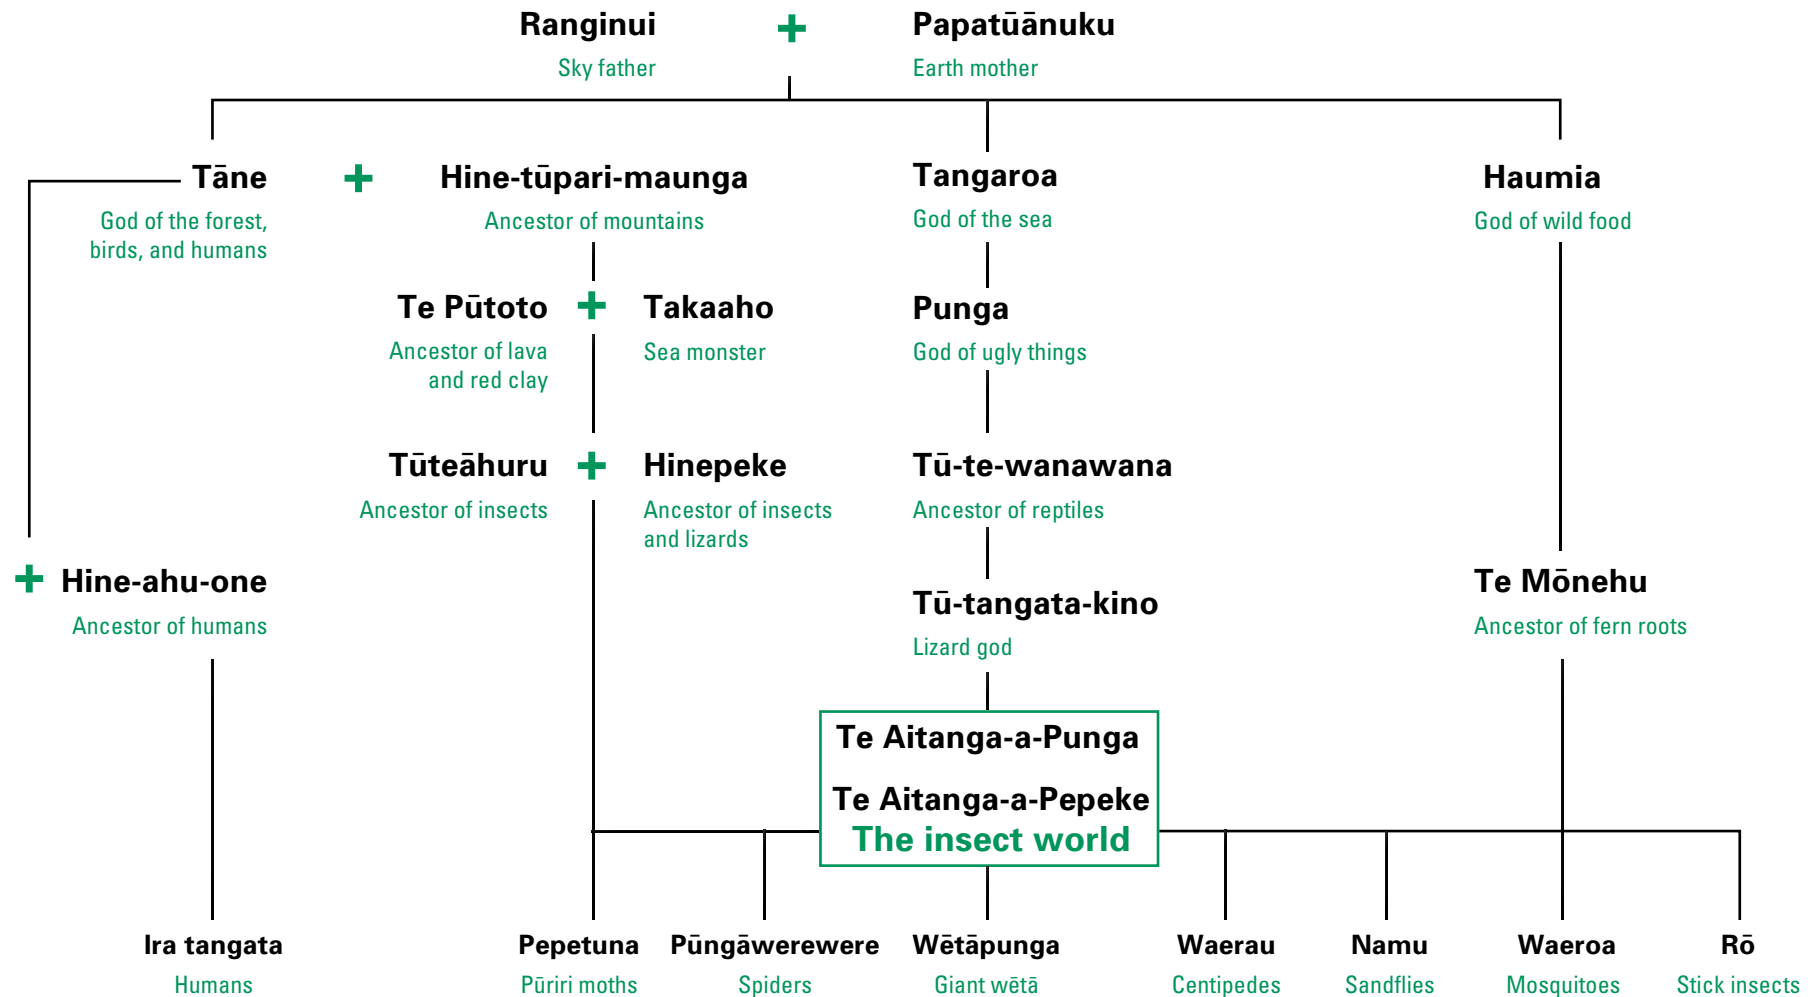 Ranginui
+
Papatūānuku
Sky father
Earth mother
Tāne
+
Hine-tūpari-maunga
Tangaroa
Haumia
God of the forest,
birds, and humans
Ancestor of mountains
God of the sea
God of wild food
Te Pūtoto
+
Takaaho
Punga
Ancestor of lava
and red clay
Sea monster
God of ugly things
Tūteāhuru
+
Hinepeke
Tū-te-wanawana
Ancestor of insects
Ancestor of insects
and lizards
Ancestor of reptiles
+
Hine-ahu-one
Tū-tangata-kino
Te Mōnehu
Ancestor of humans
Lizard god
Ancestor of fern roots
Te Aitanga-a-Punga
Te Aitanga-a-Pepeke
The insect world
Ira tangata
Pepetuna
Pūngāwerewere
Wētāpunga
Waerau
Namu
Waeroa
Rō
Humans
Pūriri moths
Spiders
Giant wētā
Centipedes
Sandflies
Mosquitoes
Stick insects